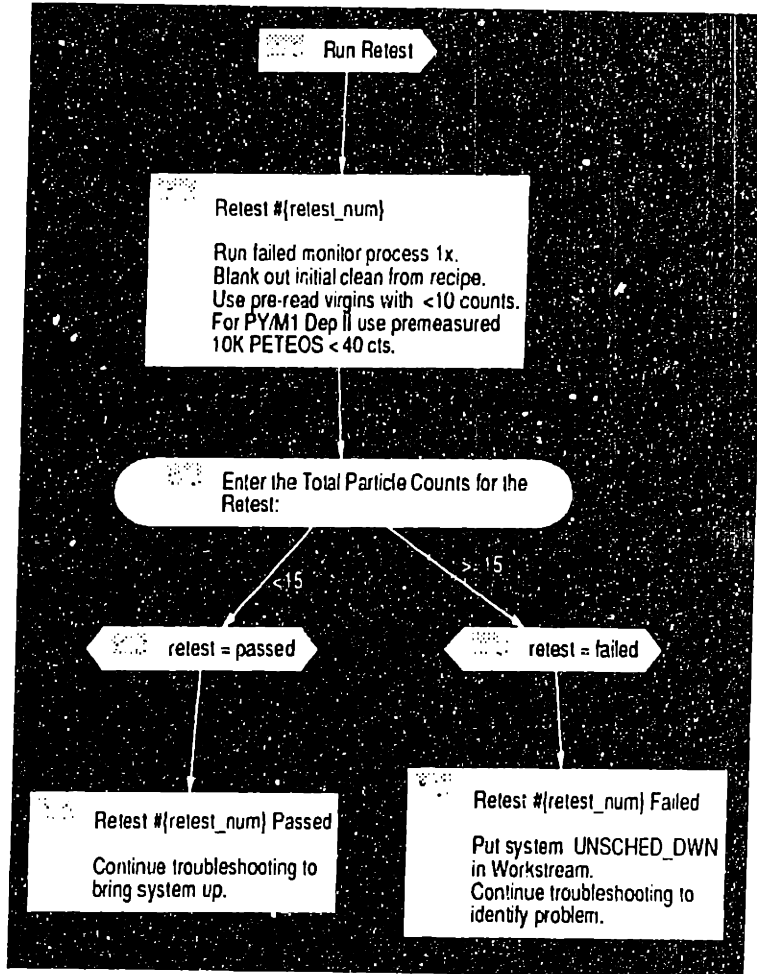 Run Retest
Retest #{retest_num}
Run failed monitor process 1x.
Blank out initial clean from recipe.
Use pre-read virgins with <10 counts.
For PY/M1 Dep II use premeasured
10K PETEOS < 40 cts.
Enter the Total Particle Counts for the
Retest:
<15
> 15
retest = passed
retest = failed
Retest #{retest_num} Passed
Continue troubleshooting to
bring system up.
Retest #{retest_num} Failed
Put system UNSCHED_DWN
in Workstream.
Continue troubleshooting to
identify problem.